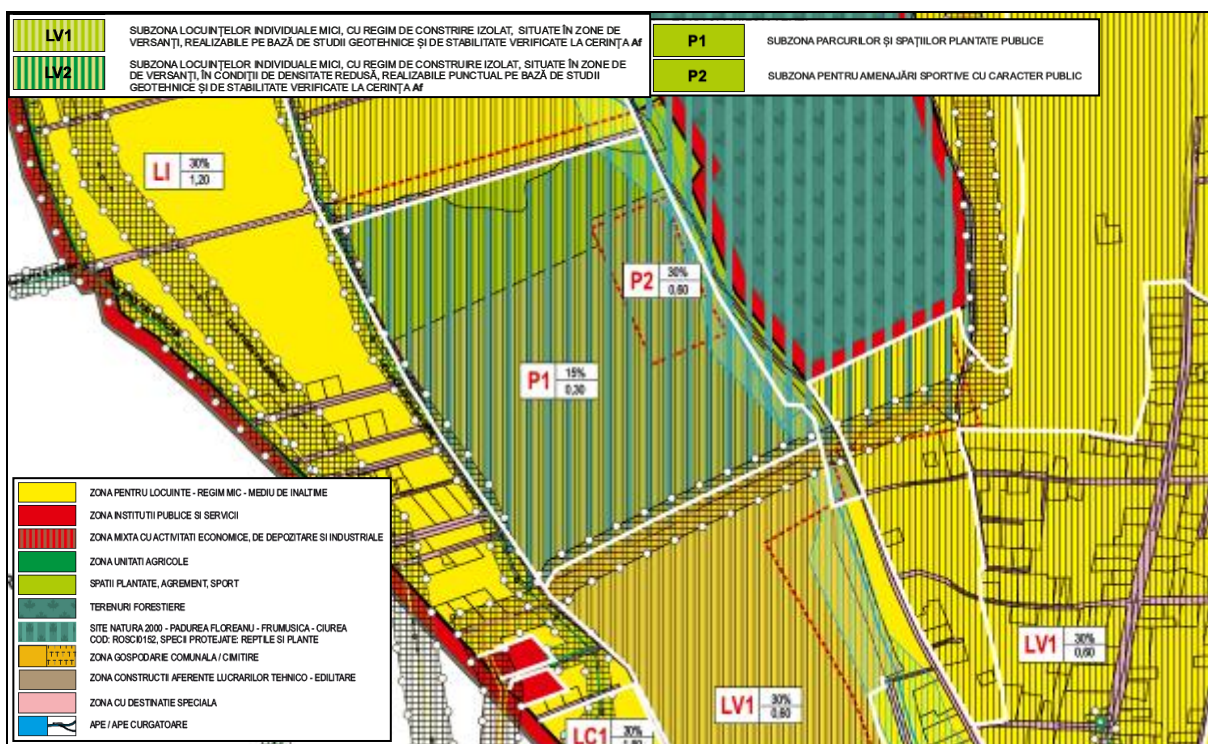 LV1
SUBZONA LOCUINȚELOR INDIVIDUALE MICI, CU REGIM DE CONSTRIRE IZOLAT, SITUATE ÎN ZONE DE
VERSANȚI, REALIZABILE PE BAZĂ DE STUDII GEOTEHNICE ȘI DE STABILITATE VERIFICATE LA CERINȚA Af
LV2
SUBZONA LOCUINȚELOR INDIVIDUALE MICI, CU REGIM DE CONSTRUIRE IZOLAT, SITUATE ÎN ZONE DE
DE VERSANȚI, ÎN CONDIȚII DE DENSITATE REDUSĂ, REALIZABILE PUNCTUAL PE BAZĂ DE STUDII
GEOTEHNICE ȘI DE STABILITATE VERIFICATE LA CERINȚA Af
P1
SUBZONA PARCURILOR ȘI SPAȚIILOR PLANTATE PUBLICE
P2
SUBZONA PENTRU AMENAJĂRI SPORTIVE CU CARACTER PUBLIC
LI 30%
1,20
P2 30%
0,60
P1 15%
0,30
LV1 30%
0,60
LV1 30%
0,60
LC1 30%
ZONA PENTRU LOCUINTE - REGIM MIC - MEDIU DE INALTIME
ZONA INSTITUTII PUBLICE SI SERVICII
ZONA MIXTA CU ACTIVITATI ECONOMICE, DE DEPOZITARE SI INDUSTRIALE
ZONA UNITATI AGRICOLE
SPATII PLANTATE, AGREMENT, SPORT
TERENURI FORESTIERE
SITE NATURA 2000 - PADUREA FLOREANU - FRUMUSICA - CIUREA
COD: ROSCI0152, SPECII PROTEJATE: REPTILE SI PLANTE
ZONA GOSPODARIE COMUNALA / CIMITIRE
ZONA CONSTRUCTII AFERENTE LUCRARILOR TEHNICO - EDILITARE
ZONA CU DESTINATIE SPECIALA
APE / APE CURGATOARE